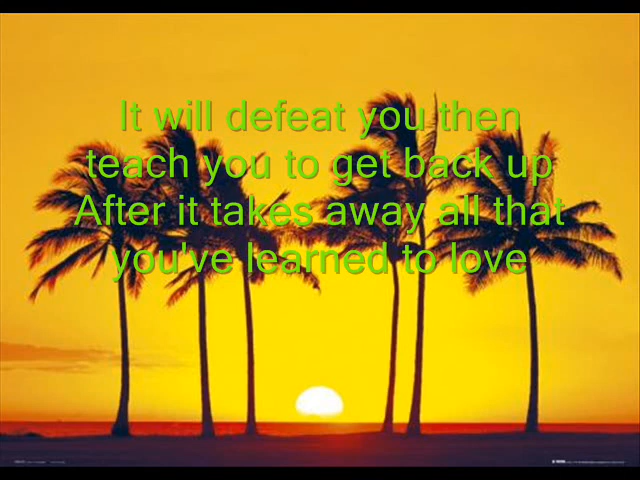 It will defeat you then
teach you to get back up
After it takes away all that
you've learned to love